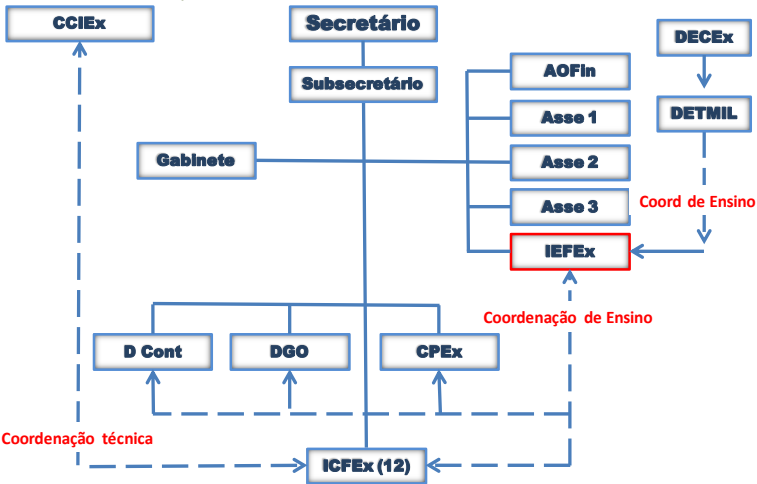 CCIEx
Secretário
DECEx
Subsecretário
AOFin
DETMIL
Asse 1
Gabinete
Asse 2
Asse 3
Coord de Ensino
IEFEx
Coordenação de Ensino
D Cont
DGO
CPEx
Coordenação técnica
ICFEx (12)